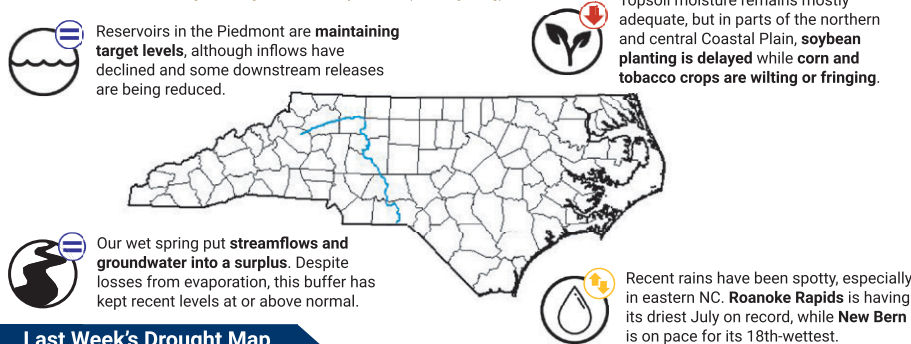 Reservoirs in the Piedmont are maintaining
target levels, although inflows have
declined and some downstream releases
are being reduced.
Topsoil moisture remains mostly
adequate, but in parts of the northern
and central Coastal Plain, soybean
planting is delayed while corn and
tobacco crops are wilting or fringing.
Our wet spring put streamflows and
groundwater into a surplus. Despite
losses from evaporation, this buffer has
kept recent levels at or above normal.
Recent rains have been spotty, especially
in eastern NC. Roanoke Rapids is having
its driest July on record, while New Bern
is on pace for its 18th-wettest.
Last Week's Drought Map